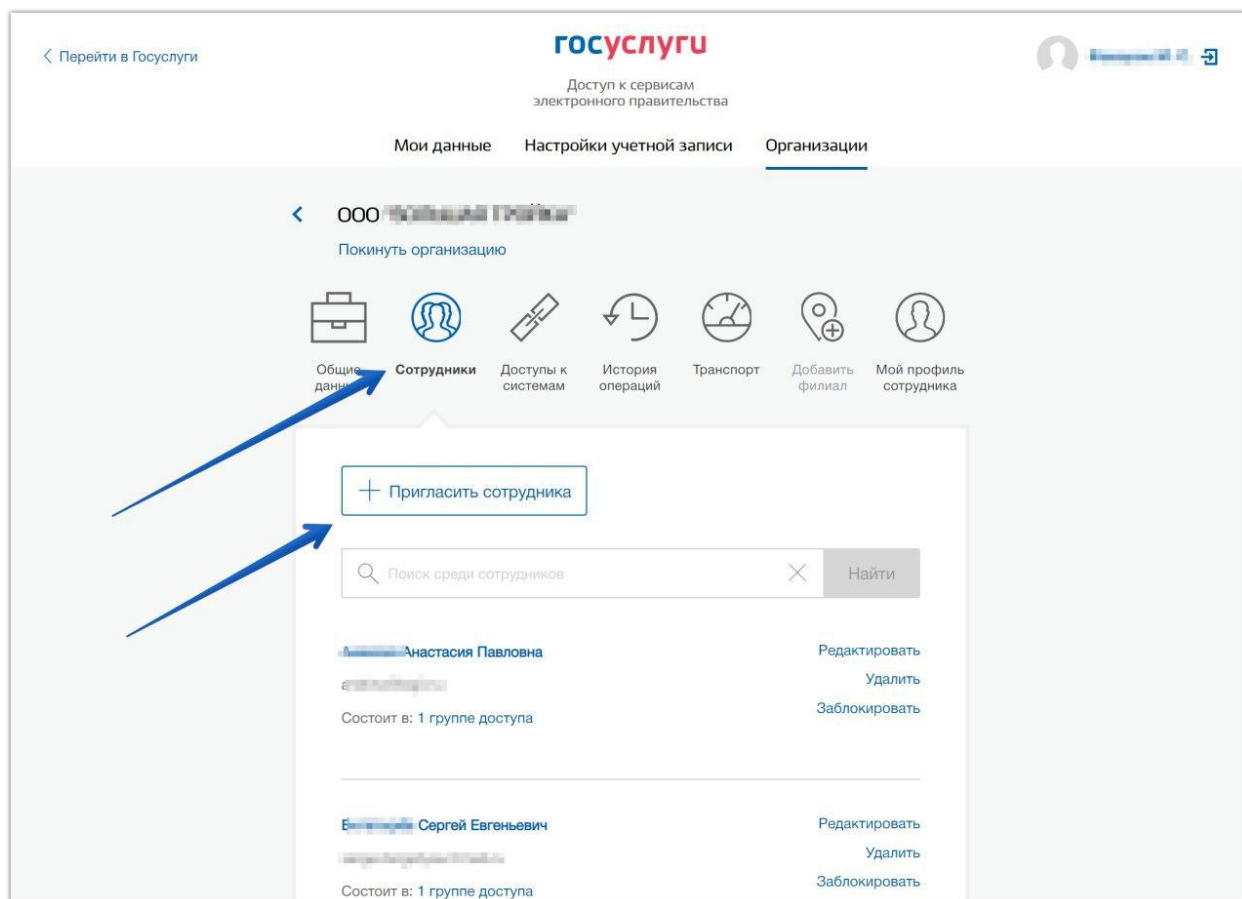 Перейти в Госуслуги
госуслуги
Доступ к сервисам
электронного правительства
Мои данные Настройки учетной записи Организации
ООО
Покинуть организацию
Общие Сотрудники Доступы к История Транспорт Добавить Мой профиль
системам операций филиал сотрудника
+ Пригласить сотрудника
Поиск среди сотрудников Найти
Анастасия Павловна Редактировать
Удалить
Состоит в: 1 группе доступа Заблокировать
Сергей Евгеньевич Редактировать
Удалить
Состоит в: 1 группе доступа Заблокировать